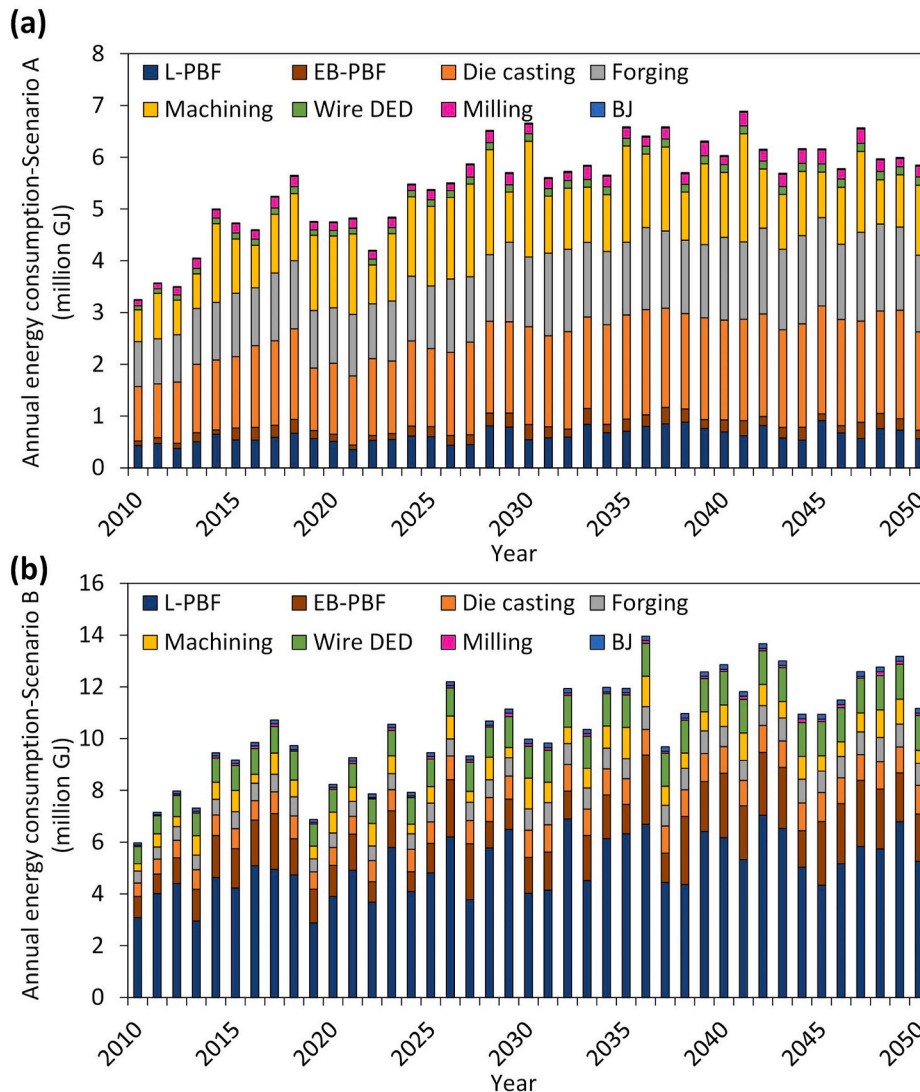 (a)
Annual energy consumption-Scenario A
(million GJ)
8
7
6
5
4
3
2
1
0
L-PBF EB-PBF Die casting Forging
Machining Wire DED Milling BJ
2010 2015 2020 2025 2030 2035 2040 2045 2050
Year
(b)
Annual energy consumption-Scenario B
(million GJ)
16
14
12
10
8
6
4
2
0
L-PBF EB-PBF Die casting Forging
Machining Wire DED Milling BJ
2010 2015 2020 2025 2030 2035 2040 2045 2050
Year